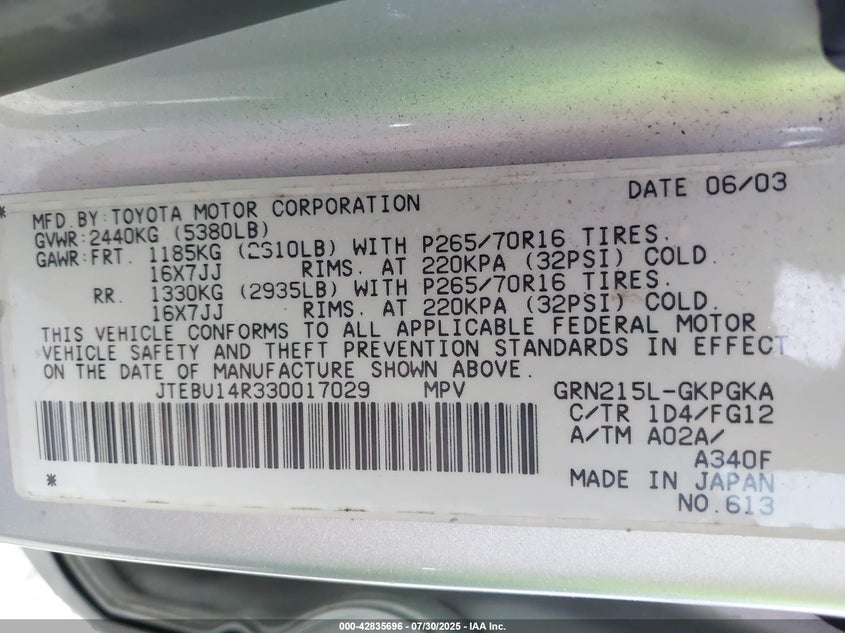 DATE 06/03
* MFD.BY:TOYOTA MOTOR CORPORATION
GVWR:2440KG (5380LB)
GAWR:FRT. 1185KG (2310LB) WITH P265/70R16 TIRES.
16X7JJ RIMS. AT 220KPA (32PSI) COLD.
RR. 1330KG (2935LB) WITH P265/70R16 TIRES.
16X7JJ RIMS. AT 220KPA (32PSI) COLD.
THIS VEHICLE CONFORMS TO ALL APPLICABLE FEDERAL MOTOR
VEHICLE SAFETY AND THEFT PREVENTION STANDARDS IN EFFECT
ON THE DATE OF MANUFACTURE SHOWN ABOVE.
JTEBU14R330017029 MPV GRN215L-GKPGKA
C/TR 1D4/FG12
A/TM A02A/
A340F
* MADE IN JAPAN
NO.613
000-42835696 - 07/30/2025 - IAA Inc.